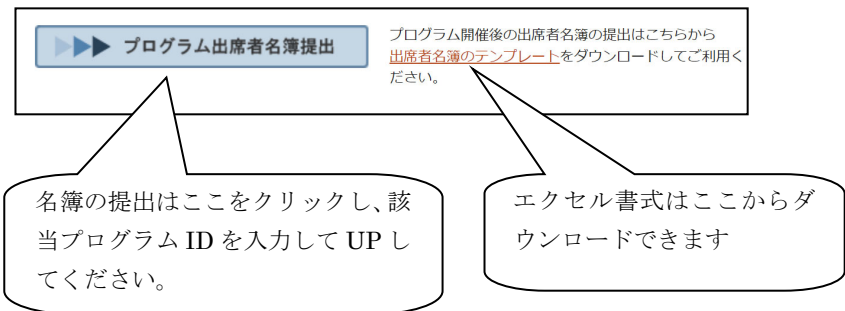 プログラム出席者名簿提出
プログラム開催後の出席者名簿の提出はこちらから
出席者名簿のテンプレートをダウンロードしてご利用く
ださい。
名簿の提出はここをクリックし、該
当プログラム ID を入力して UP し
てください。
エクセル書式はここからダ
ウンロードできます